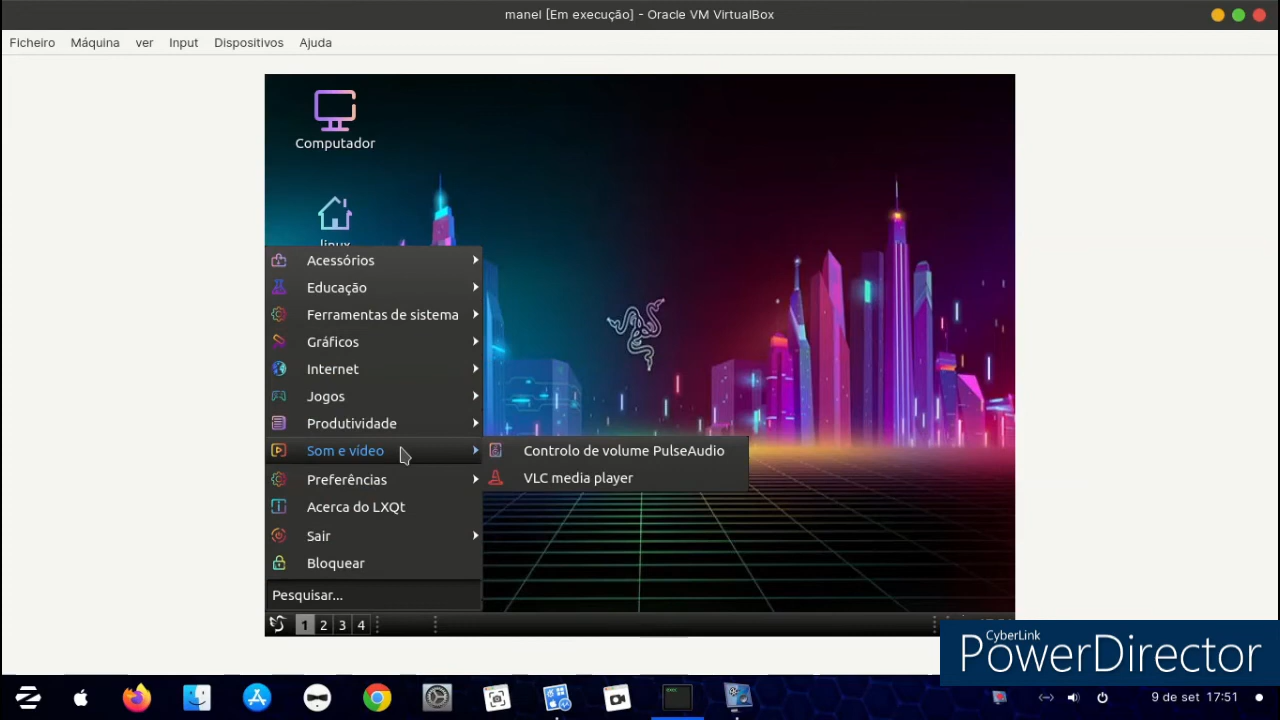 manel [Em execução] - Oracle VM VirtualBox
Ficheiro Máquina ver Input Dispositivos Ajuda
Computador
linux
Acessórios
Educação
Ferramentas de sistema
Gráficos
Internet
Jogos
Produtividade
Som e vídeo
Controlo de volume PulseAudio
VLC media player
Preferências
Acerca do LXQt
Sair
Bloquear
Pesquisar...
1 2 3 4
CyberLink
PowerDirector
9 de set 17:51